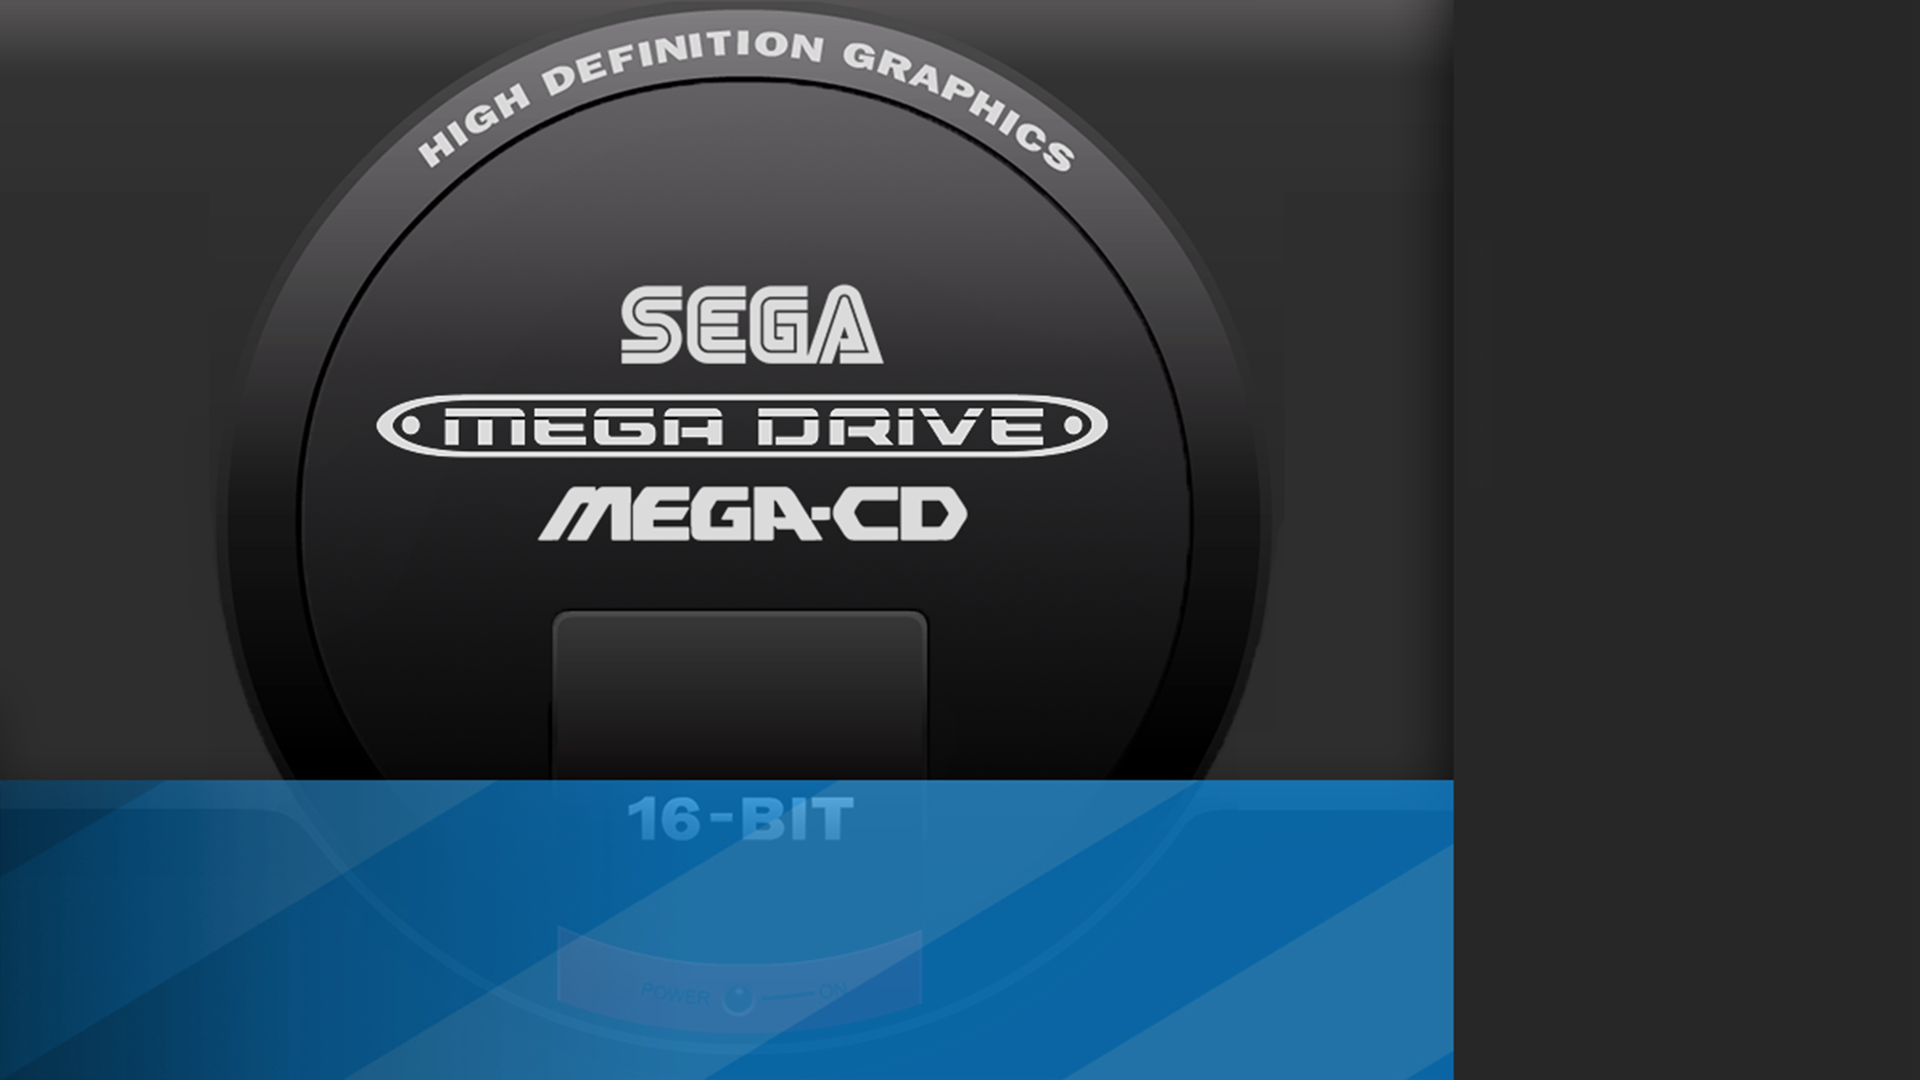 HIGH DEFINITION GRAPHICS
SEGA
MEGA DRIVE
MEGA-CD
16-BIT
POWER ON